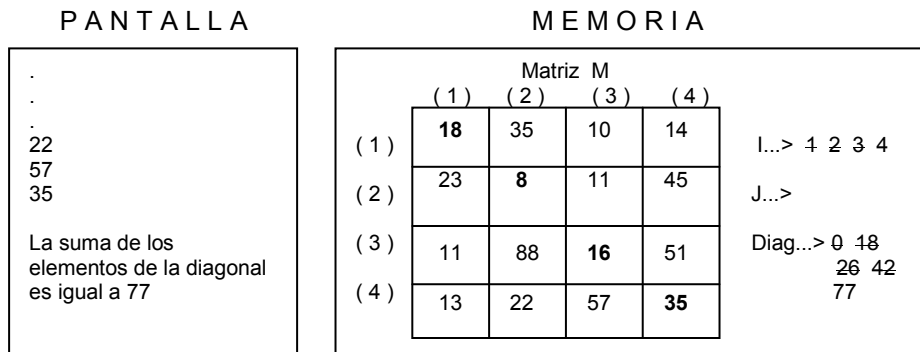 PANTALLA
MEMORIA
.
.
.
22
57
35
La suma de los
elementos de la diagonal
es igual a 77
Matriz M
(1) (2) (3) (4)
(1) 18 35 10 14
(2) 23 8 11 45
(3) 11 88 16 51
(4) 13 22 57 35
I...> 1 2 3 4
J...>
Diag...> 0 18
26 42
77